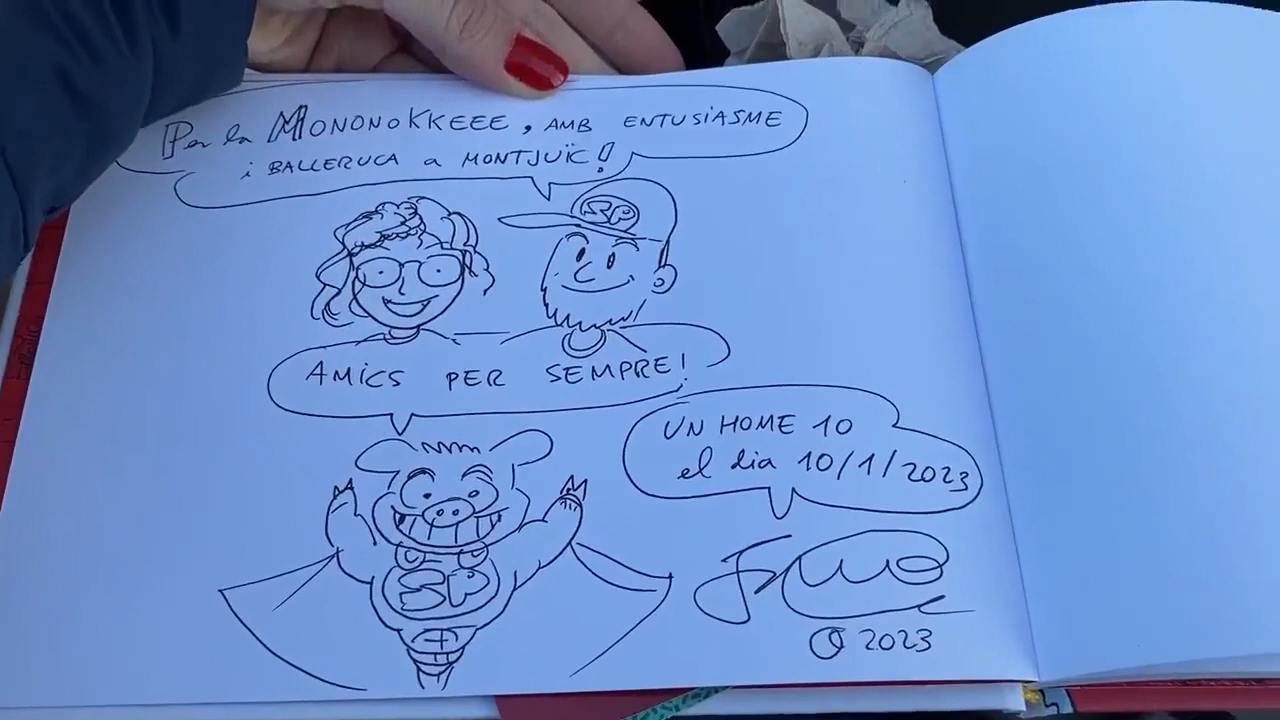 Per la MONONOKKEEE, AMB ENTUSIASME
i BALLERUCA a MONTJUÏC!
SP
AMICS PER SEMPRE!
UN HOME 10
el dia 10/1/2023
SP
© 2023